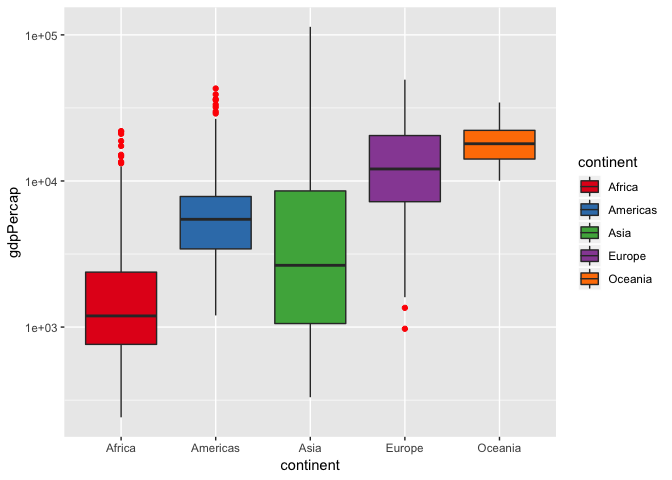 1e+05
1e+04
1e+03
gdpPercap
Africa Americas Asia Europe Oceania
continent
continent
Africa
Americas
Asia
Europe
Oceania